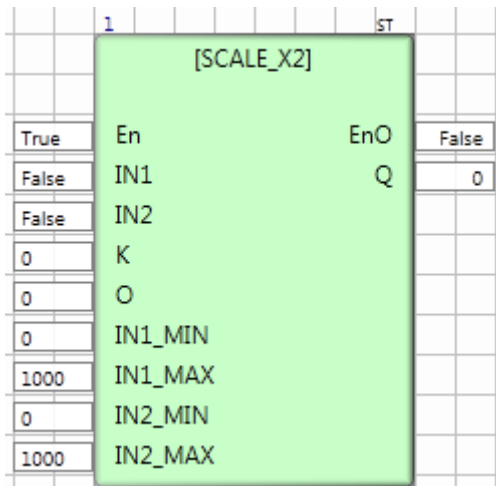 1 ST
[SCALE_X2]
True En EnO False
False IN1 Q 0
False IN2
0 K
0 O
0 IN1_MIN
1000 IN1_MAX
0 IN2_MIN
1000 IN2_MAX